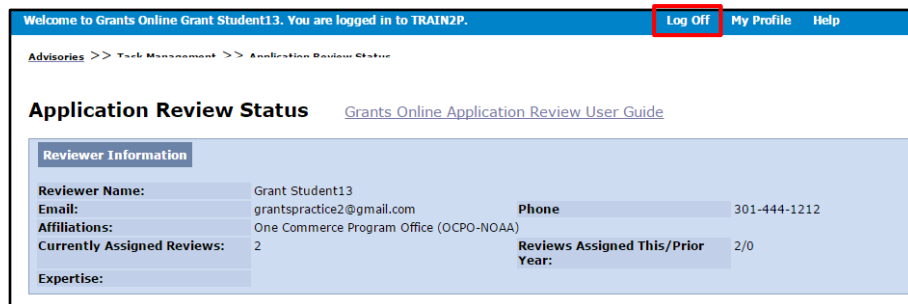 Welcome to Grants Online Grant Student13. You are logged in to TRAIN2P. Log Off My Profile Help
Advisories >> Task Management >> Application Review Status
Application Review Status Grants Online Application Review User Guide
Reviewer Information
Reviewer Name: Grant Student13
Email: grantspractice2@gmail.com Phone 301-444-1212
Affiliations: One Commerce Program Office (OCPO-NOAA)
Currently Assigned Reviews: 2 Reviews Assigned This/Prior 2/0
Year:
Expertise: